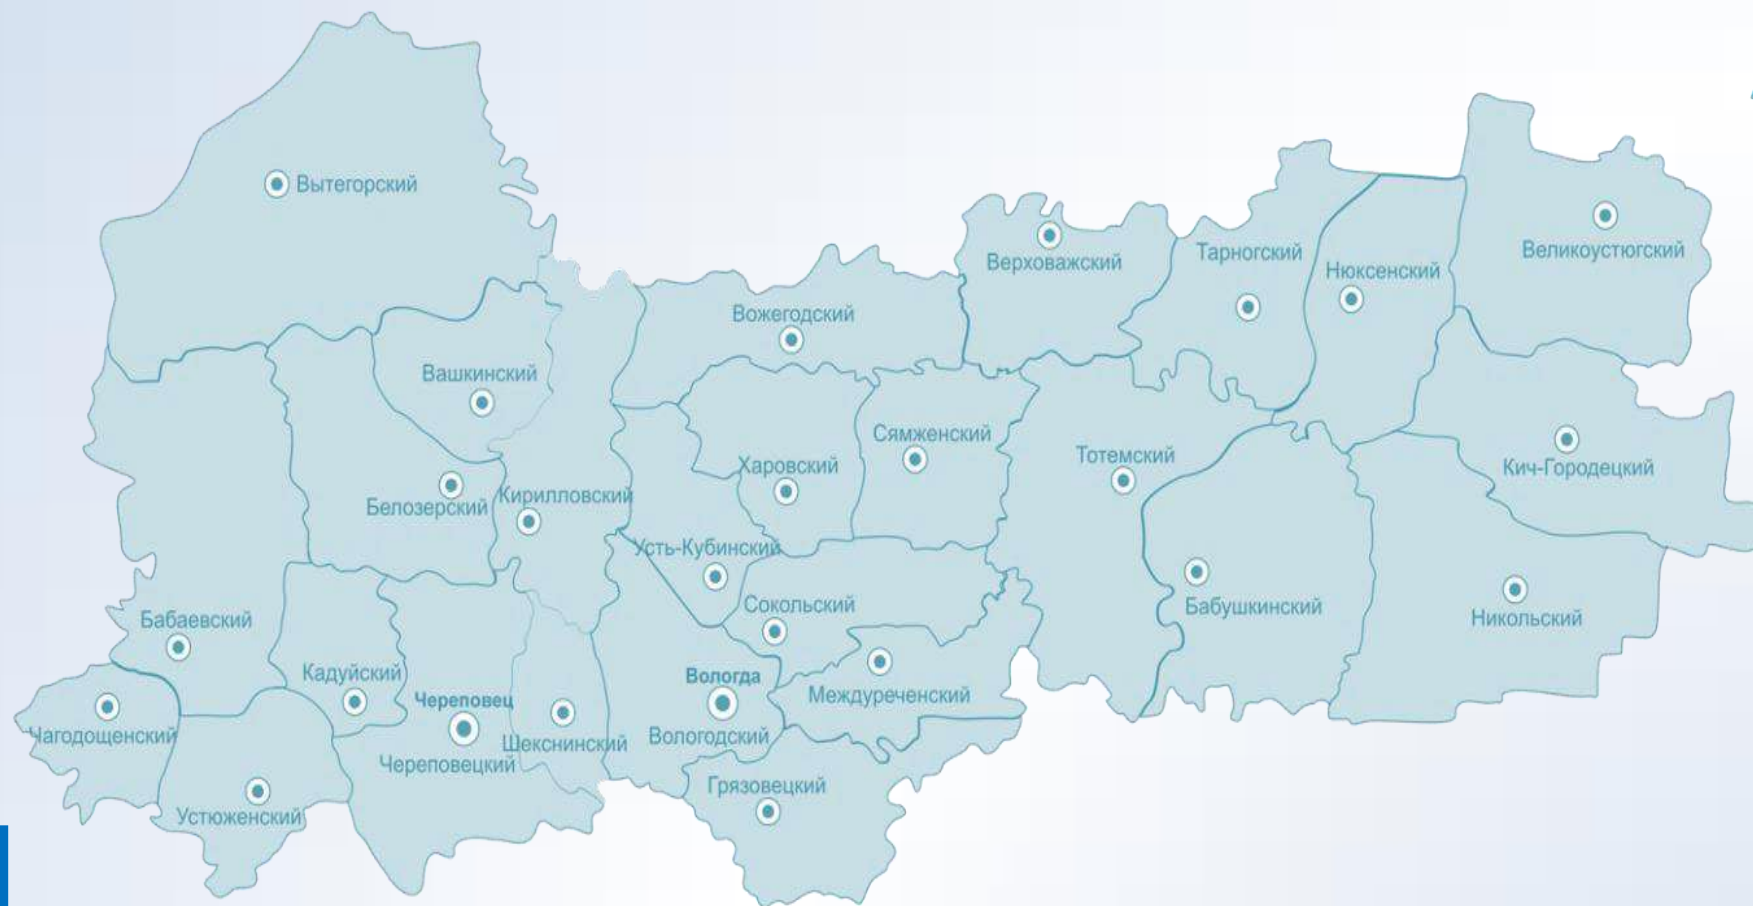 Вытегорский
Великоустюгский
Верховажский
Тарногский
Нюксенский
Вожегодский
Вашкинский
Сямженский
Тотемский
Харовский
Кич-Городецкий
Кирилловский
Белозерский
Усть-Кубинский
Сокольский
Бабушкинский
Никольский
Бабаевский
Кадуйский
Вологда
Междуреченский
Череповец
Чагодощенский
Шекснинский
Вологодский
Череповецкий
Грязовецкий
Устюженский